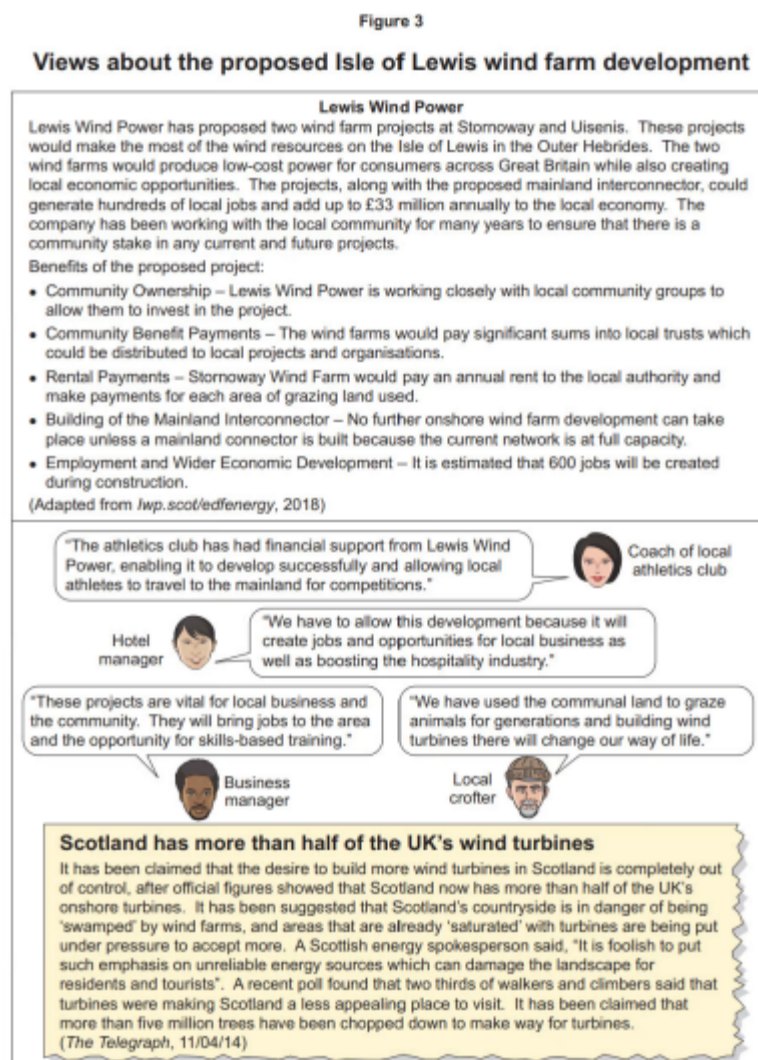 Figure 3
Views about the proposed Isle of Lewis wind farm development
Lewis Wind Power
Lewis Wind Power has proposed two wind farm projects at Stornoway and Uisenis. These projects
would make the most of the wind resources on the Isle of Lewis in the Outer Hebrides. The two
wind farms would produce low-cost power for consumers across Great Britain while also creating
local economic opportunities. The projects, along with the proposed mainland interconnector, could
generate hundreds of local jobs and add up to £33 million annually to the local economy. The
company has been working with the local community for many years to ensure that there is a
community stake in any current and future projects.
Benefits of the proposed project:
• Community Ownership – Lewis Wind Power is working closely with local community groups to
allow them to invest in the project.
• Community Benefit Payments – The wind farms would pay significant sums into local trusts which
could be distributed to local projects and organisations.
• Rental Payments – Stornoway Wind Farm would pay an annual rent to the local authority and
make payments for each area of grazing land used.
• Building of the Mainland Interconnector – No further onshore wind farm development can take
place unless a mainland connector is built because the current network is at full capacity.
• Employment and Wider Economic Development – It is estimated that 600 jobs will be created
during construction.
(Adapted from lwp.scot/edfenergy, 2018)
"The athletics club has had financial support from Lewis Wind
Power, enabling it to develop successfully and allowing local
athletes to travel to the mainland for competitions."
Coach of local
athletics club
Hotel
manager
"We have to allow this development because it will
create jobs and opportunities for local business as
well as boosting the hospitality industry."
"These projects are vital for local business and
the community. They will bring jobs to the area
and the opportunity for skills-based training."
Business
manager
"We have used the communal land to graze
animals for generations and building wind
turbines there will change our way of life."
Local
crofter
Scotland has more than half of the UK's wind turbines
It has been claimed that the desire to build more wind turbines in Scotland is completely out
of control, after official figures showed that Scotland now has more than half of the UK's
onshore turbines. It has been suggested that Scotland's countryside is in danger of being
'swamped' by wind farms, and areas that are already 'saturated' with turbines are being put
under pressure to accept more. A Scottish energy spokesperson said, "It is foolish to put
such emphasis on unreliable energy sources which can damage the landscape for
residents and tourists". A recent poll found that two thirds of walkers and climbers said that
turbines were making Scotland a less appealing place to visit. It has been claimed that
more than five million trees have been chopped down to make way for turbines.
(The Telegraph, 11/04/14)